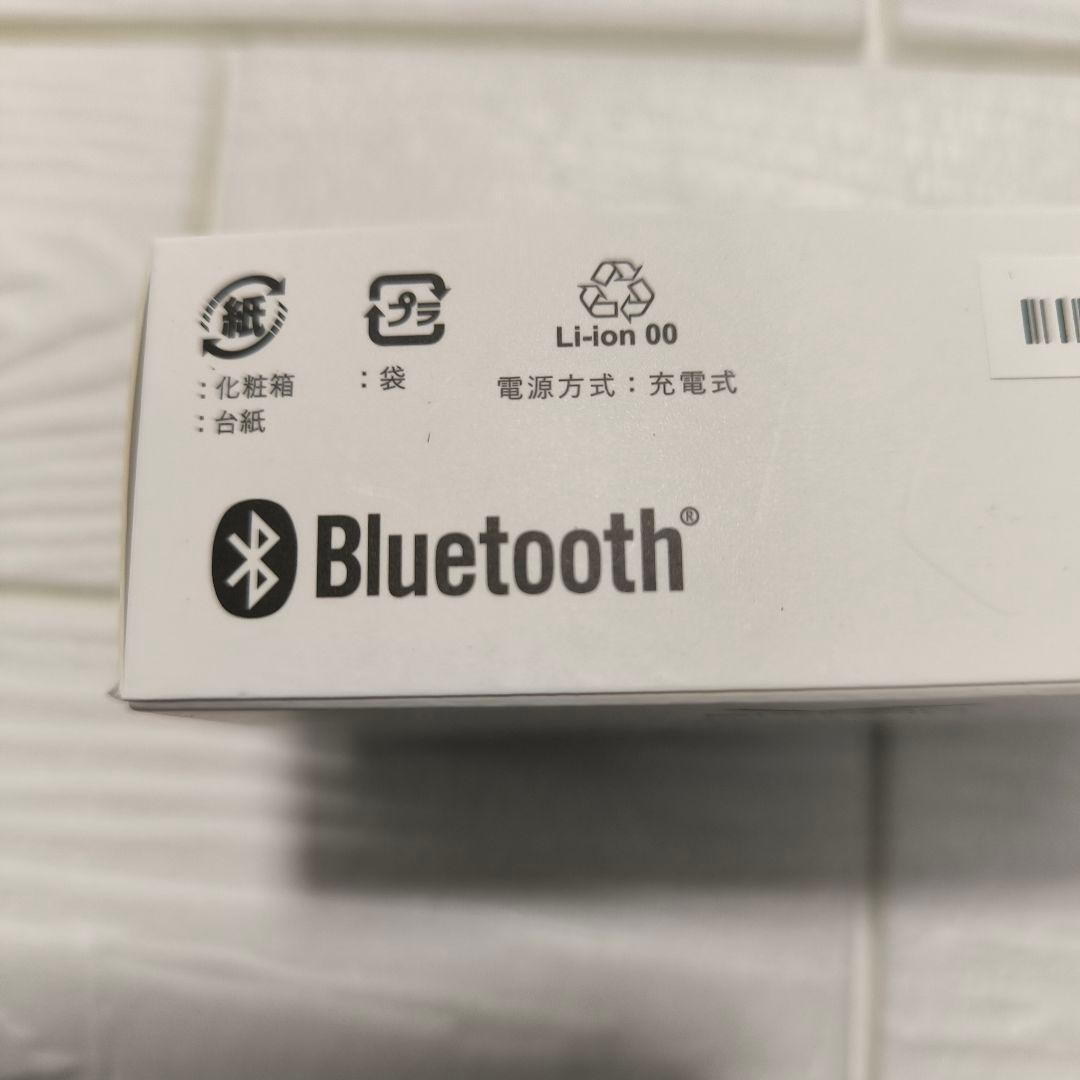 紙
:化粧箱
:台紙
プラ
:袋
Li-ion 00
電源方式:充電式
Bluetooth®